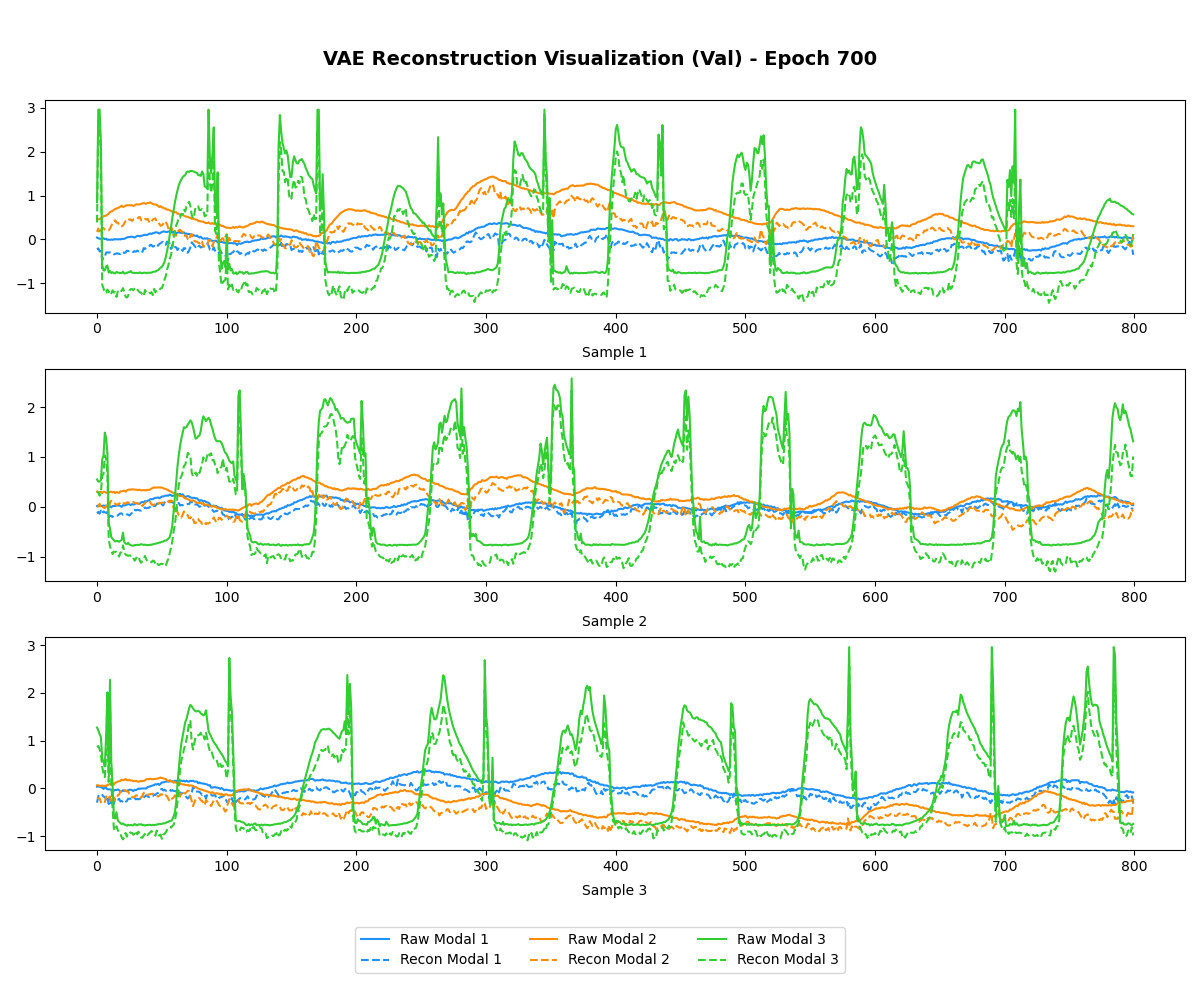 VAE Reconstruction Visualization (Val) - Epoch 700
3
2
1
0
−1
0 100 200 300 400 500 600 700 800
Sample 1
2
1
0
−1
0 100 200 300 400 500 600 700 800
Sample 2
3
2
1
0
−1
0 100 200 300 400 500 600 700 800
Sample 3
Raw Modal 1 Raw Modal 2 Raw Modal 3
Recon Modal 1 Recon Modal 2 Recon Modal 3